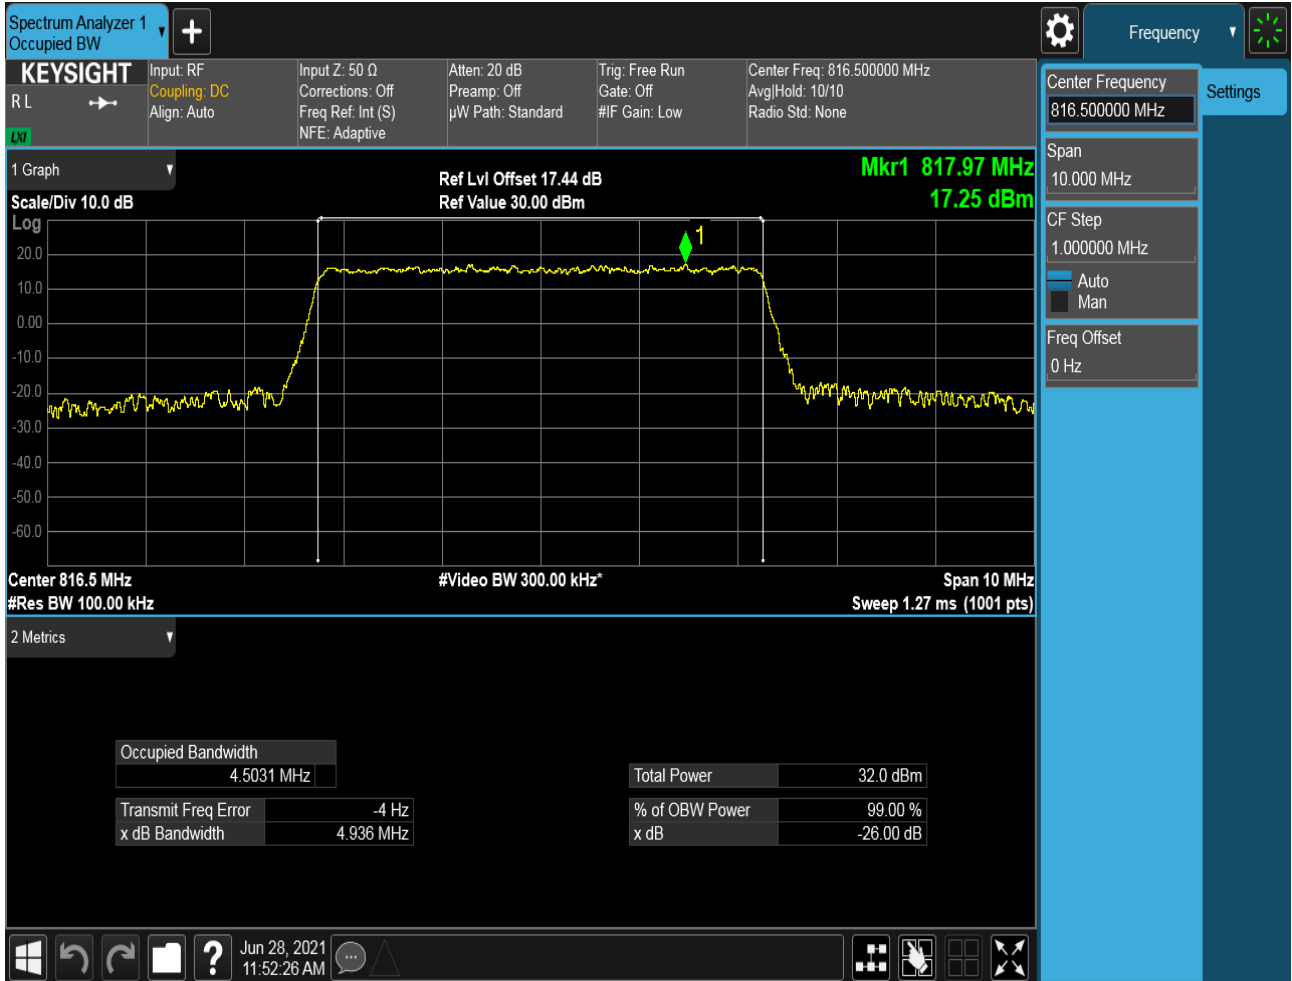 Spectrum Analyzer 1
Occupied BW
Frequency
KEYSIGHT
R L
LXI
Input: RF
Coupling: DC
Align: Auto
Input Z: 50 Ω
Corrections: Off
Freq Ref: Int (S)
NFE: Adaptive
Atten: 20 dB
Preamp: Off
µW Path: Standard
Trig: Free Run
Gate: Off
#IF Gain: Low
Center Freq: 816.500000 MHz
Avg|Hold: 10/10
Radio Std: None
Center Frequency
816.500000 MHz
Settings
Span
10.000 MHz
CF Step
1.000000 MHz
Auto
Man
Freq Offset
0 Hz
1 Graph
Scale/Div 10.0 dB
Log
Ref Lvl Offset 17.44 dB
Ref Value 30.00 dBm
Mkr1 817.97 MHz
17.25 dBm
1
20.0
10.0
0.00
-10.0
-20.0
-30.0
-40.0
-50.0
-60.0
Center 816.5 MHz
#Video BW 300.00 kHz*
Span 10 MHz
#Res BW 100.00 kHz
Sweep 1.27 ms (1001 pts)
2 Metrics
Occupied Bandwidth
4.5031 MHz
Total Power 32.0 dBm
Transmit Freq Error -4 Hz
% of OBW Power 99.00 %
x dB Bandwidth 4.936 MHz
x dB -26.00 dB
?
Jun 28, 2021
11:52:26 AM